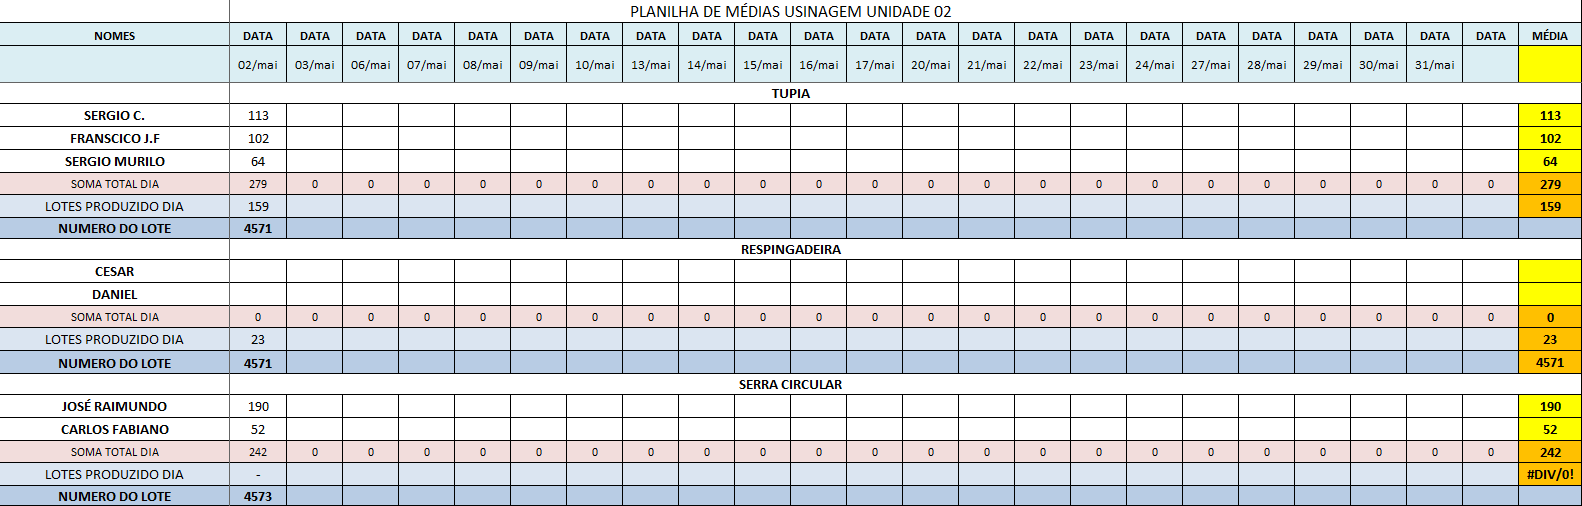 PLANILHA DE MÉDIAS USINAGEM UNIDADE 02
NOMES DATA DATA DATA DATA DATA DATA DATA DATA DATA DATA DATA DATA DATA DATA DATA DATA DATA DATA DATA DATA DATA DATA DATA MÉDIA
02/mai 03/mai 06/mai 07/mai 08/mai 09/mai 10/mai 13/mai 14/mai 15/mai 16/mai 17/mai 20/mai 21/mai 22/mai 23/mai 24/mai 27/mai 28/mai 29/mai 30/mai 31/mai
TUPIA
SERGIO C. 113 113
FRANSCICO J.F 102 102
SERGIO MURILO 64 64
SOMA TOTAL DIA 279 0 0 0 0 0 0 0 0 0 0 0 0 0 0 0 0 0 0 0 0 0 0 279
LOTES PRODUZIDO DIA 159 159
NUMERO DO LOTE 4571
RESPINGADEIRA
CESAR
DANIEL
SOMA TOTAL DIA 0 0 0 0 0 0 0 0 0 0 0 0 0 0 0 0 0 0 0 0 0 0 0 0
LOTES PRODUZIDO DIA 23 23
NUMERO DO LOTE 4571 4571
SERRA CIRCULAR
JOSÉ RAIMUNDO 190 190
CARLOS FABIANO 52 52
SOMA TOTAL DIA 242 0 0 0 0 0 0 0 0 0 0 0 0 0 0 0 0 0 0 0 0 0 0 242
LOTES PRODUZIDO DIA - #DIV/0!
NUMERO DO LOTE 4573